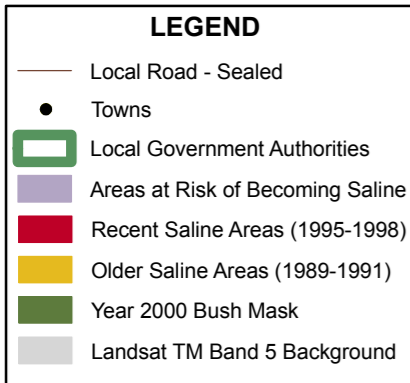 LEGEND
Local Road - Sealed
Towns
Local Government Authorities
Areas at Risk of Becoming Saline
Recent Saline Areas (1995-1998)
Older Saline Areas (1989-1991)
Year 2000 Bush Mask
Landsat TM Band 5 Background